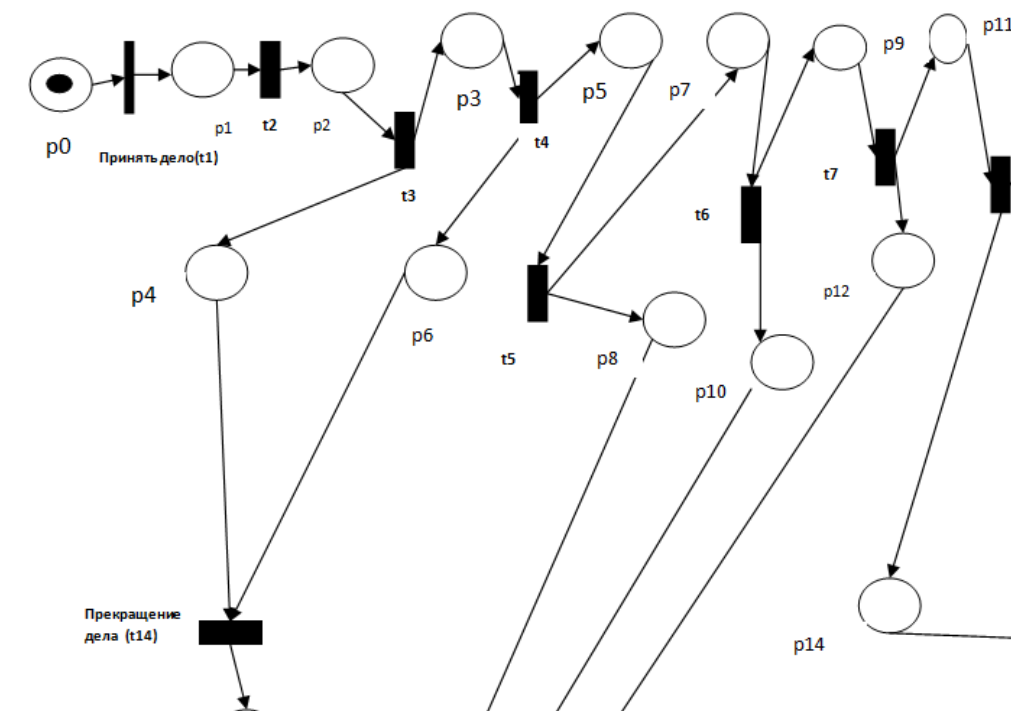 p0
Принять дело(t1)
p1
t2
p2
t3
p3
t4
p5
p7
p9
p11
t7
t6
p4
p6
t5
p8
p10
p12
Прекращение
дела (t14)
p14